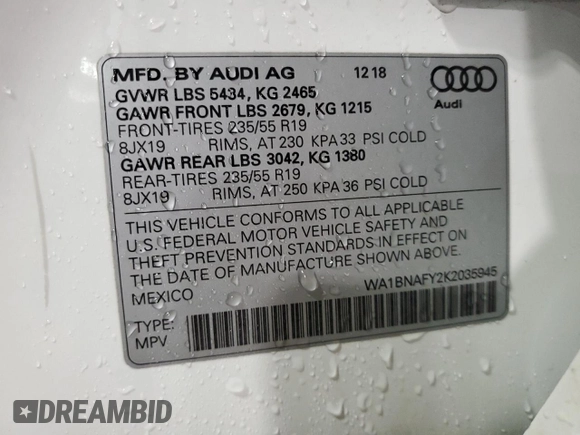 MFD. BY AUDI AG 12 18
GVWR LBS 5434, KG 2465
GAWR FRONT LBS 2679, KG 1215
FRONT-TIRES 235/55 R19
8JX19 RIMS, AT 230 KPA 33 PSI COLD
GAWR REAR LBS 3042, KG 1380
REAR-TIRES 235/55 R19
8JX19 RIMS, AT 250 KPA 36 PSI COLD
Audi
THIS VEHICLE CONFORMS TO ALL APPLICABLE
U.S. FEDERAL MOTOR VEHICLE SAFETY AND
THEFT PREVENTION STANDARDS IN EFFECT ON
THE DATE OF MANUFACTURE SHOWN ABOVE.
MEXICO WA1BNAFY2K2035945
TYPE:
MPV
DREAMBID